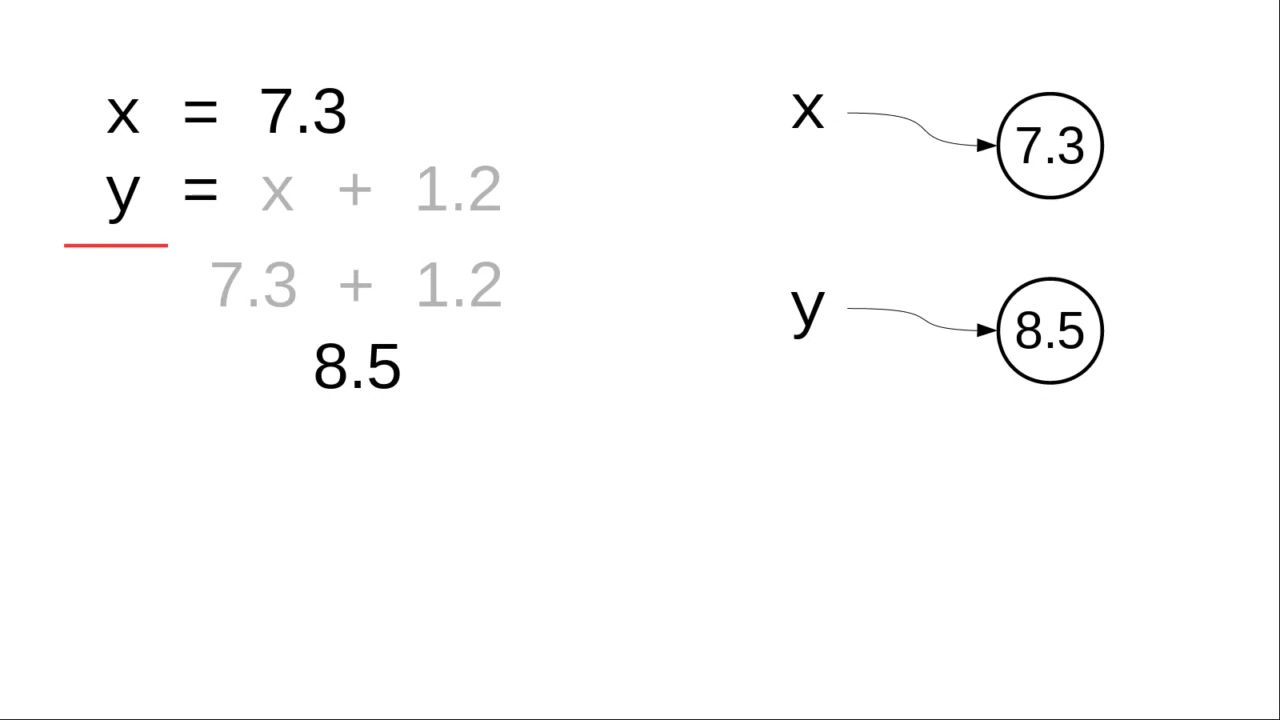 x = 7.3
y = x + 1.2
7.3 + 1.2
8.5
x 7.3
y 8.5